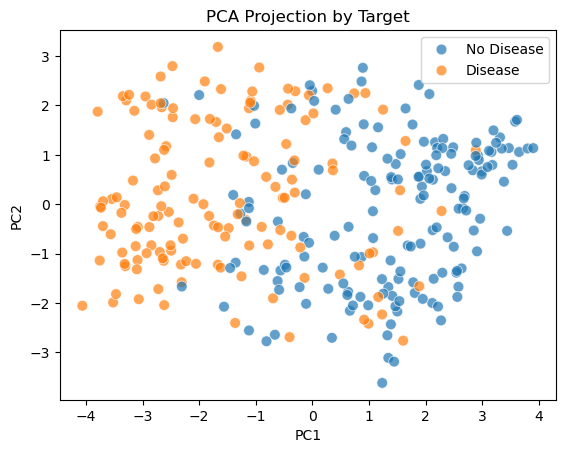 PCA Projection by Target
No Disease
Disease
3
2
1
0
−1
−2
−3
PC2
−4 −3 −2 −1 0 1 2 3 4
PC1